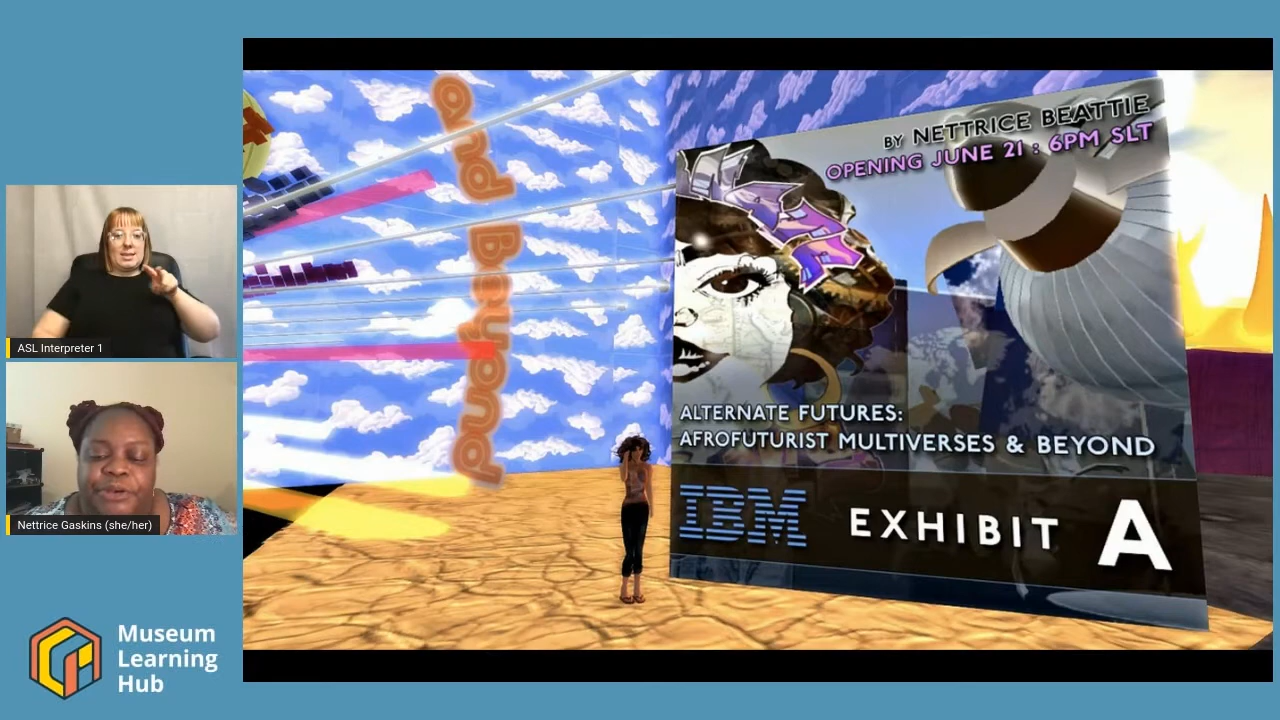 ASL Interpreter 1
Nettrice Gaskins (she/her)
Museum
Learning
Hub
and beyond
BY NETTRICE BEATTIE
OPENING JUNE 21 : 6PM SLT
ALTERNATE FUTURES:
AFROFUTURIST MULTIVERSES & BEYOND
IBM EXHIBIT A